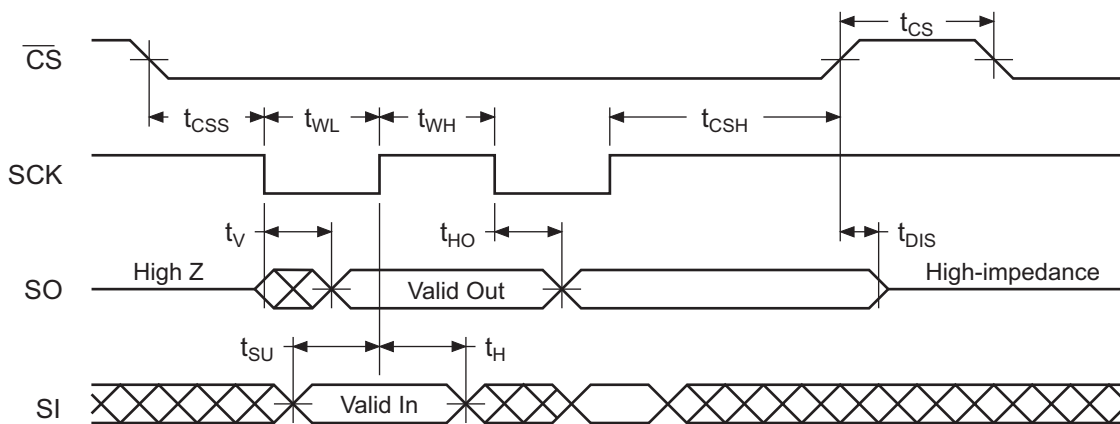 t_CS
C̅S̅
t_CSS t_WL t_WH t_CSH
SCK
t_V t_HO t_DIS
High Z High-impedance
SO Valid Out
t_SU t_H
SI Valid In